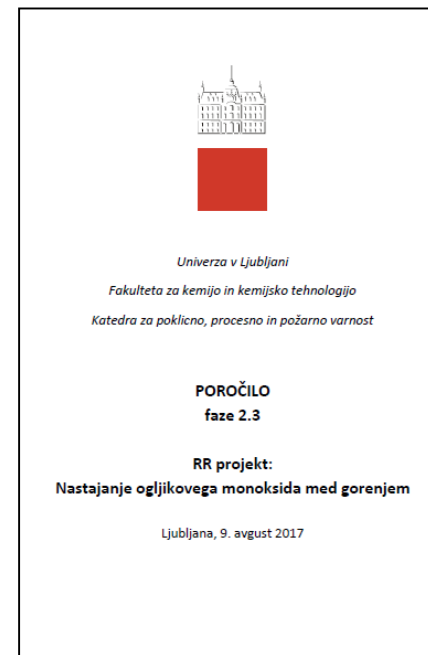 Univerza v Ljubljani
Fakulteta za kemijo in kemijsko tehnologijo
Katedra za poklicno, procesno in požarno varnost
POROČILO
faze 2.3
RR projekt:
Nastajanje ogljikovega monoksida med gorenjem
Ljubljana, 9. avgust 2017